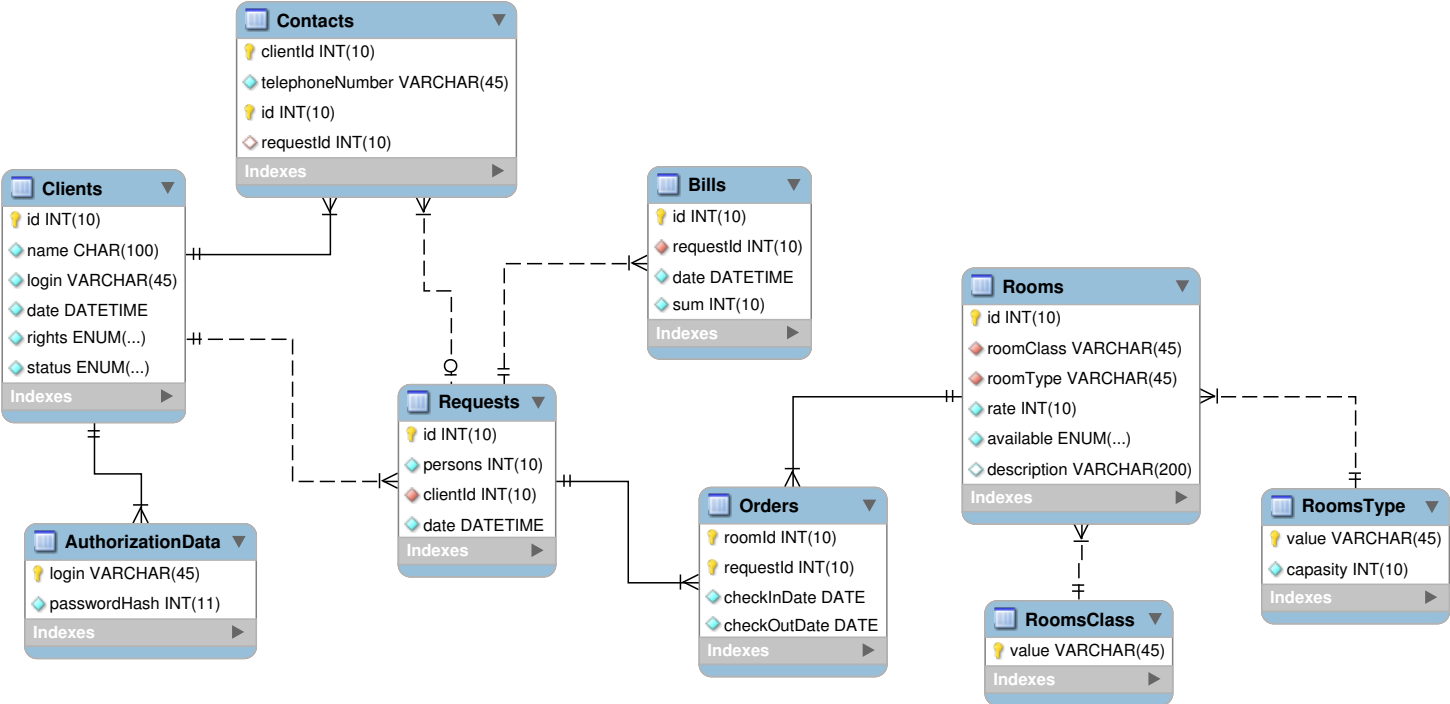 Contacts
clientId INT(10)
telephoneNumber VARCHAR(45)
id INT(10)
requestId INT(10)
Indexes
Clients
id INT(10)
name CHAR(100)
login VARCHAR(45)
date DATETIME
rights ENUM(...)
status ENUM(...)
Indexes
Bills
id INT(10)
requestId INT(10)
date DATETIME
sum INT(10)
Indexes
Rooms
id INT(10)
roomClass VARCHAR(45)
roomType VARCHAR(45)
rate INT(10)
available ENUM(...)
description VARCHAR(200)
Indexes
Requests
id INT(10)
persons INT(10)
clientId INT(10)
date DATETIME
Indexes
Orders
roomId INT(10)
requestId INT(10)
checkInDate DATE
checkOutDate DATE
Indexes
RoomsType
value VARCHAR(45)
capasity INT(10)
Indexes
AuthorizationData
login VARCHAR(45)
passwordHash INT(11)
Indexes
RoomsClass
value VARCHAR(45)
Indexes